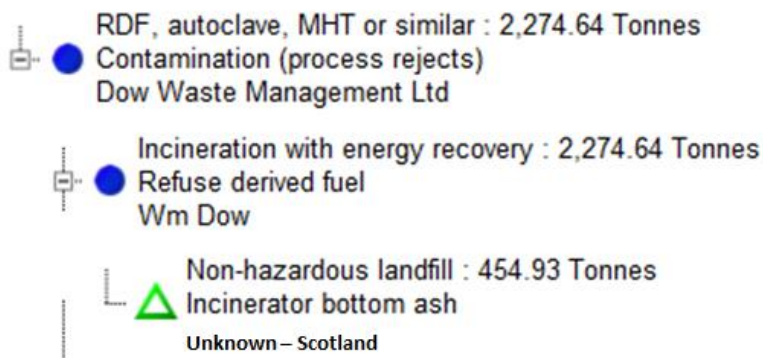 RDF, autoclave, MHT or similar : 2,274.64 Tonnes
Contamination (process rejects)
Dow Waste Management Ltd
Incineration with energy recovery : 2,274.64 Tonnes
Refuse derived fuel
Wm Dow
Non-hazardous landfill : 454.93 Tonnes
Incinerator bottom ash
Unknown – Scotland